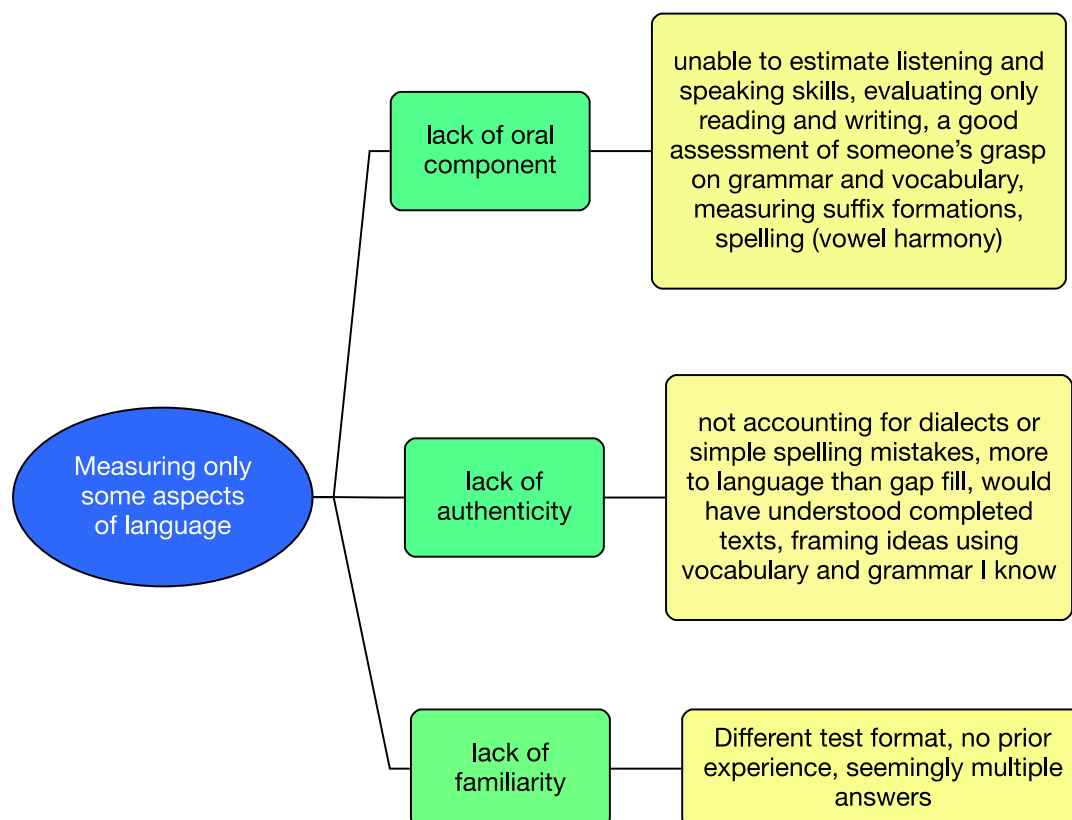 Measuring only
some aspects
of language
lack of oral
component
unable to estimate listening and
speaking skills, evaluating only
reading and writing, a good
assessment of someone’s grasp
on grammar and vocabulary,
measuring suffix formations,
spelling (vowel harmony)
lack of
authenticity
not accounting for dialects or
simple spelling mistakes, more
to language than gap fill, would
have understood completed
texts, framing ideas using
vocabulary and grammar I know
lack of
familiarity
Different test format, no prior
experience, seemingly multiple
answers